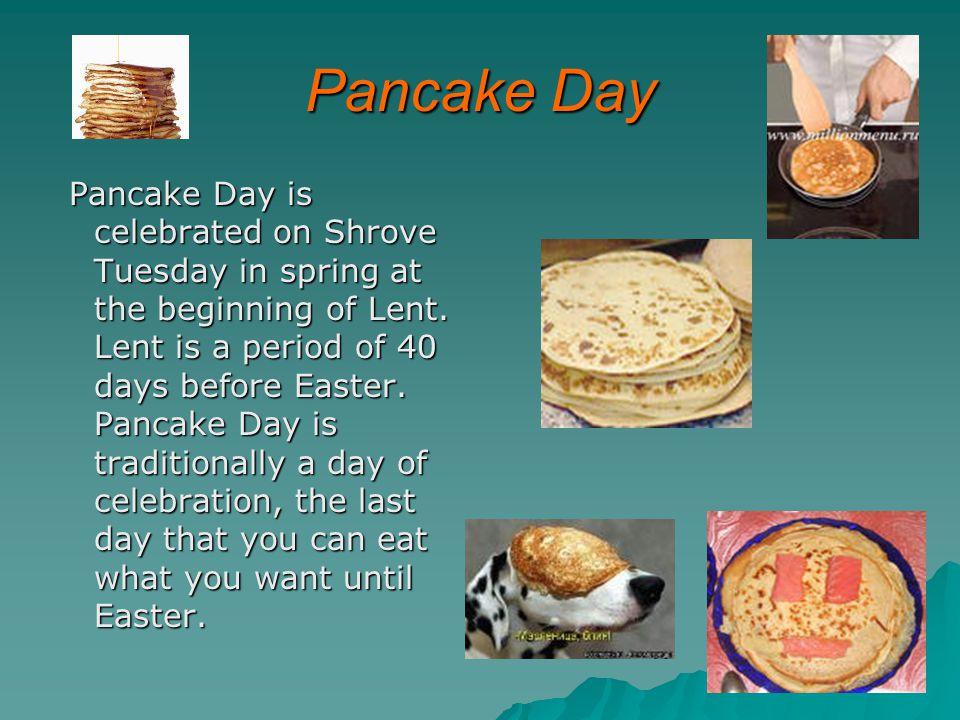 Pancake Day
www.millionmenu.ru
Pancake Day is
celebrated on Shrove
Tuesday in spring at
the beginning of Lent.
Lent is a period of 40
days before Easter.
Pancake Day is
traditionally a day of
celebration, the last
day that you can eat
what you want until
Easter.
блин!